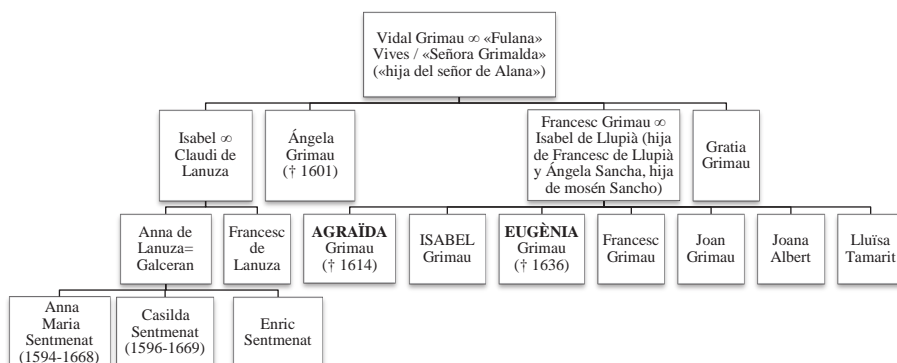 Vidal Grimau ∞ «Fulana»
Vives / «Señora Grimalda»
(«hija del señor de Alana»)
Isabel ∞
Claudi de
Lanuza
Ángela
Grimau
(† 1601)
Francesc Grimau ∞
Isabel de Llupià (hija
de Francesc de Llupià
y Ángela Sancha, hija
de mosén Sancho)
Gratia
Grimau
Anna de
Lanuza=
Galceran
Francesc
de
Lanuza
AGRAÏDA
Grimau
(† 1614)
ISABEL
Grimau
EUGÈNIA
Grimau
(† 1636)
Francesc
Grimau
Joan
Grimau
Joana
Albert
Lluïsa
Tamarit
Anna
Maria
Sentmenat
(1594-1668)
Casilda
Sentmenat
(1596-1669)
Enric
Sentmenat